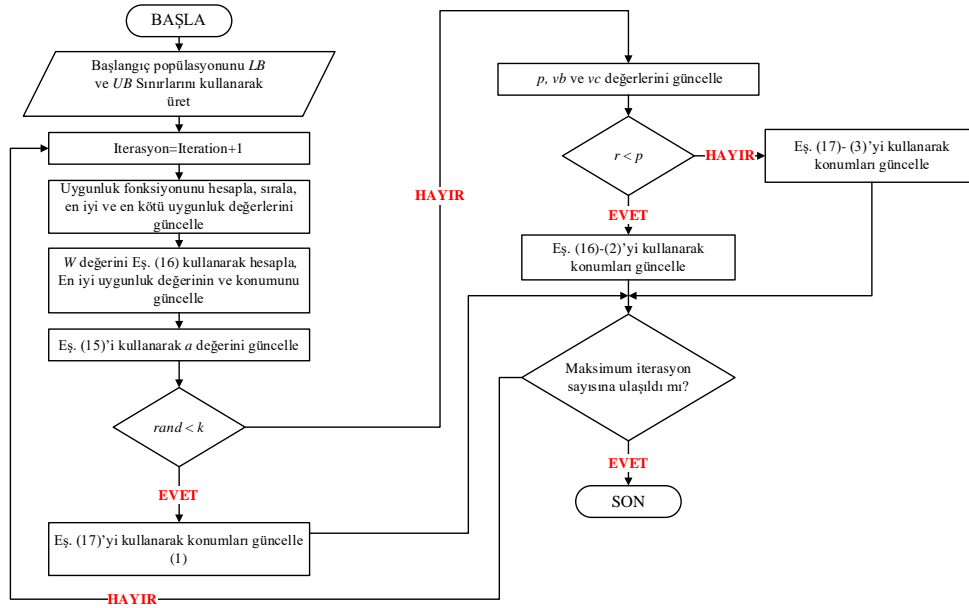 BAŞLA
Başlangıç popülasyonunu LB
ve UB Sınırlarını kullanarak
üret
Iterasyon=Iteration+1
Uygunluk fonksiyonunu hesapla, sırala,
en iyi ve en kötü uygunluk değerlerini
güncelle
W değerini Eş. (16) kullanarak hesapla,
En iyi uygunluk değerinin ve konumunu
güncelle
Eş. (15)'i kullanarak a değerini güncelle
rand < k
EVET
Eş. (17)'yi kullanarak konumları güncelle
(1)
HAYIR
HAYIR
p, vb ve vc değerlerini güncelle
r < p
HAYIR
Eş. (17)- (3)'yi kullanarak
konumları güncelle
EVET
Eş. (16)-(2)'yi kullanarak
konumları güncelle
Maksimum iterasyon
sayısına ulaşıldı mı?
EVET
SON